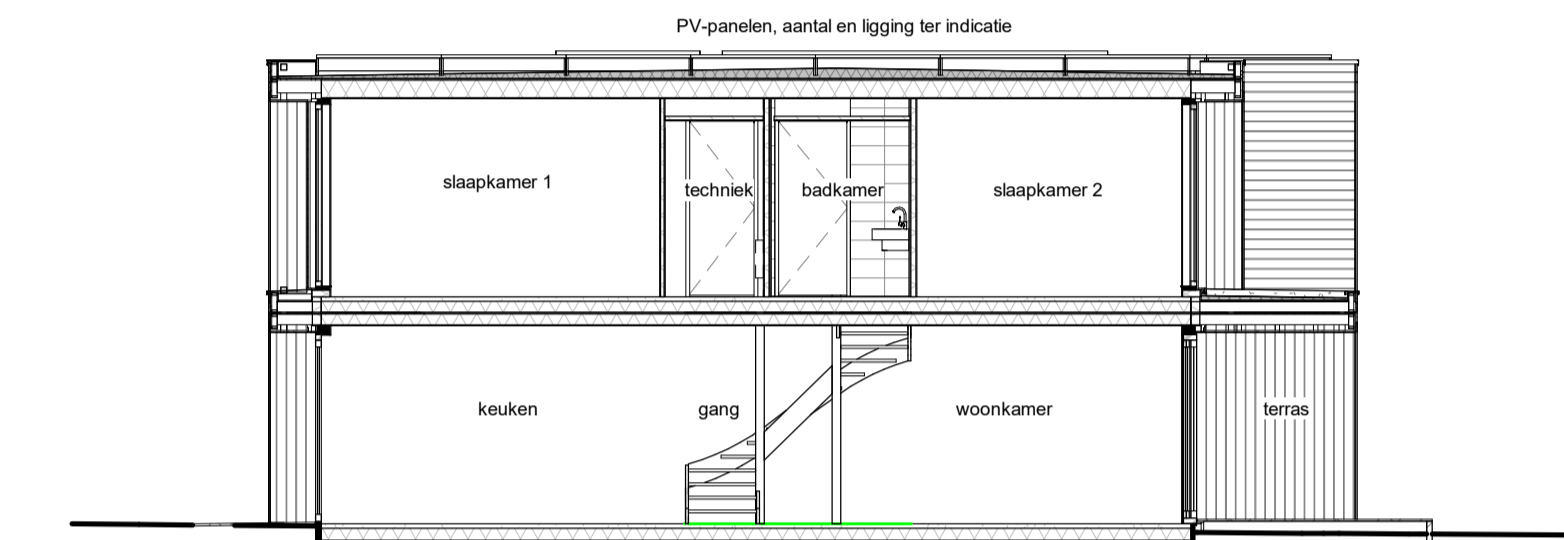 PV-panelen, aantal en ligging ter indicatie
slaapkamer 1
techniek
badkamer
slaapkamer 2
keuken
gang
woonkamer
terras